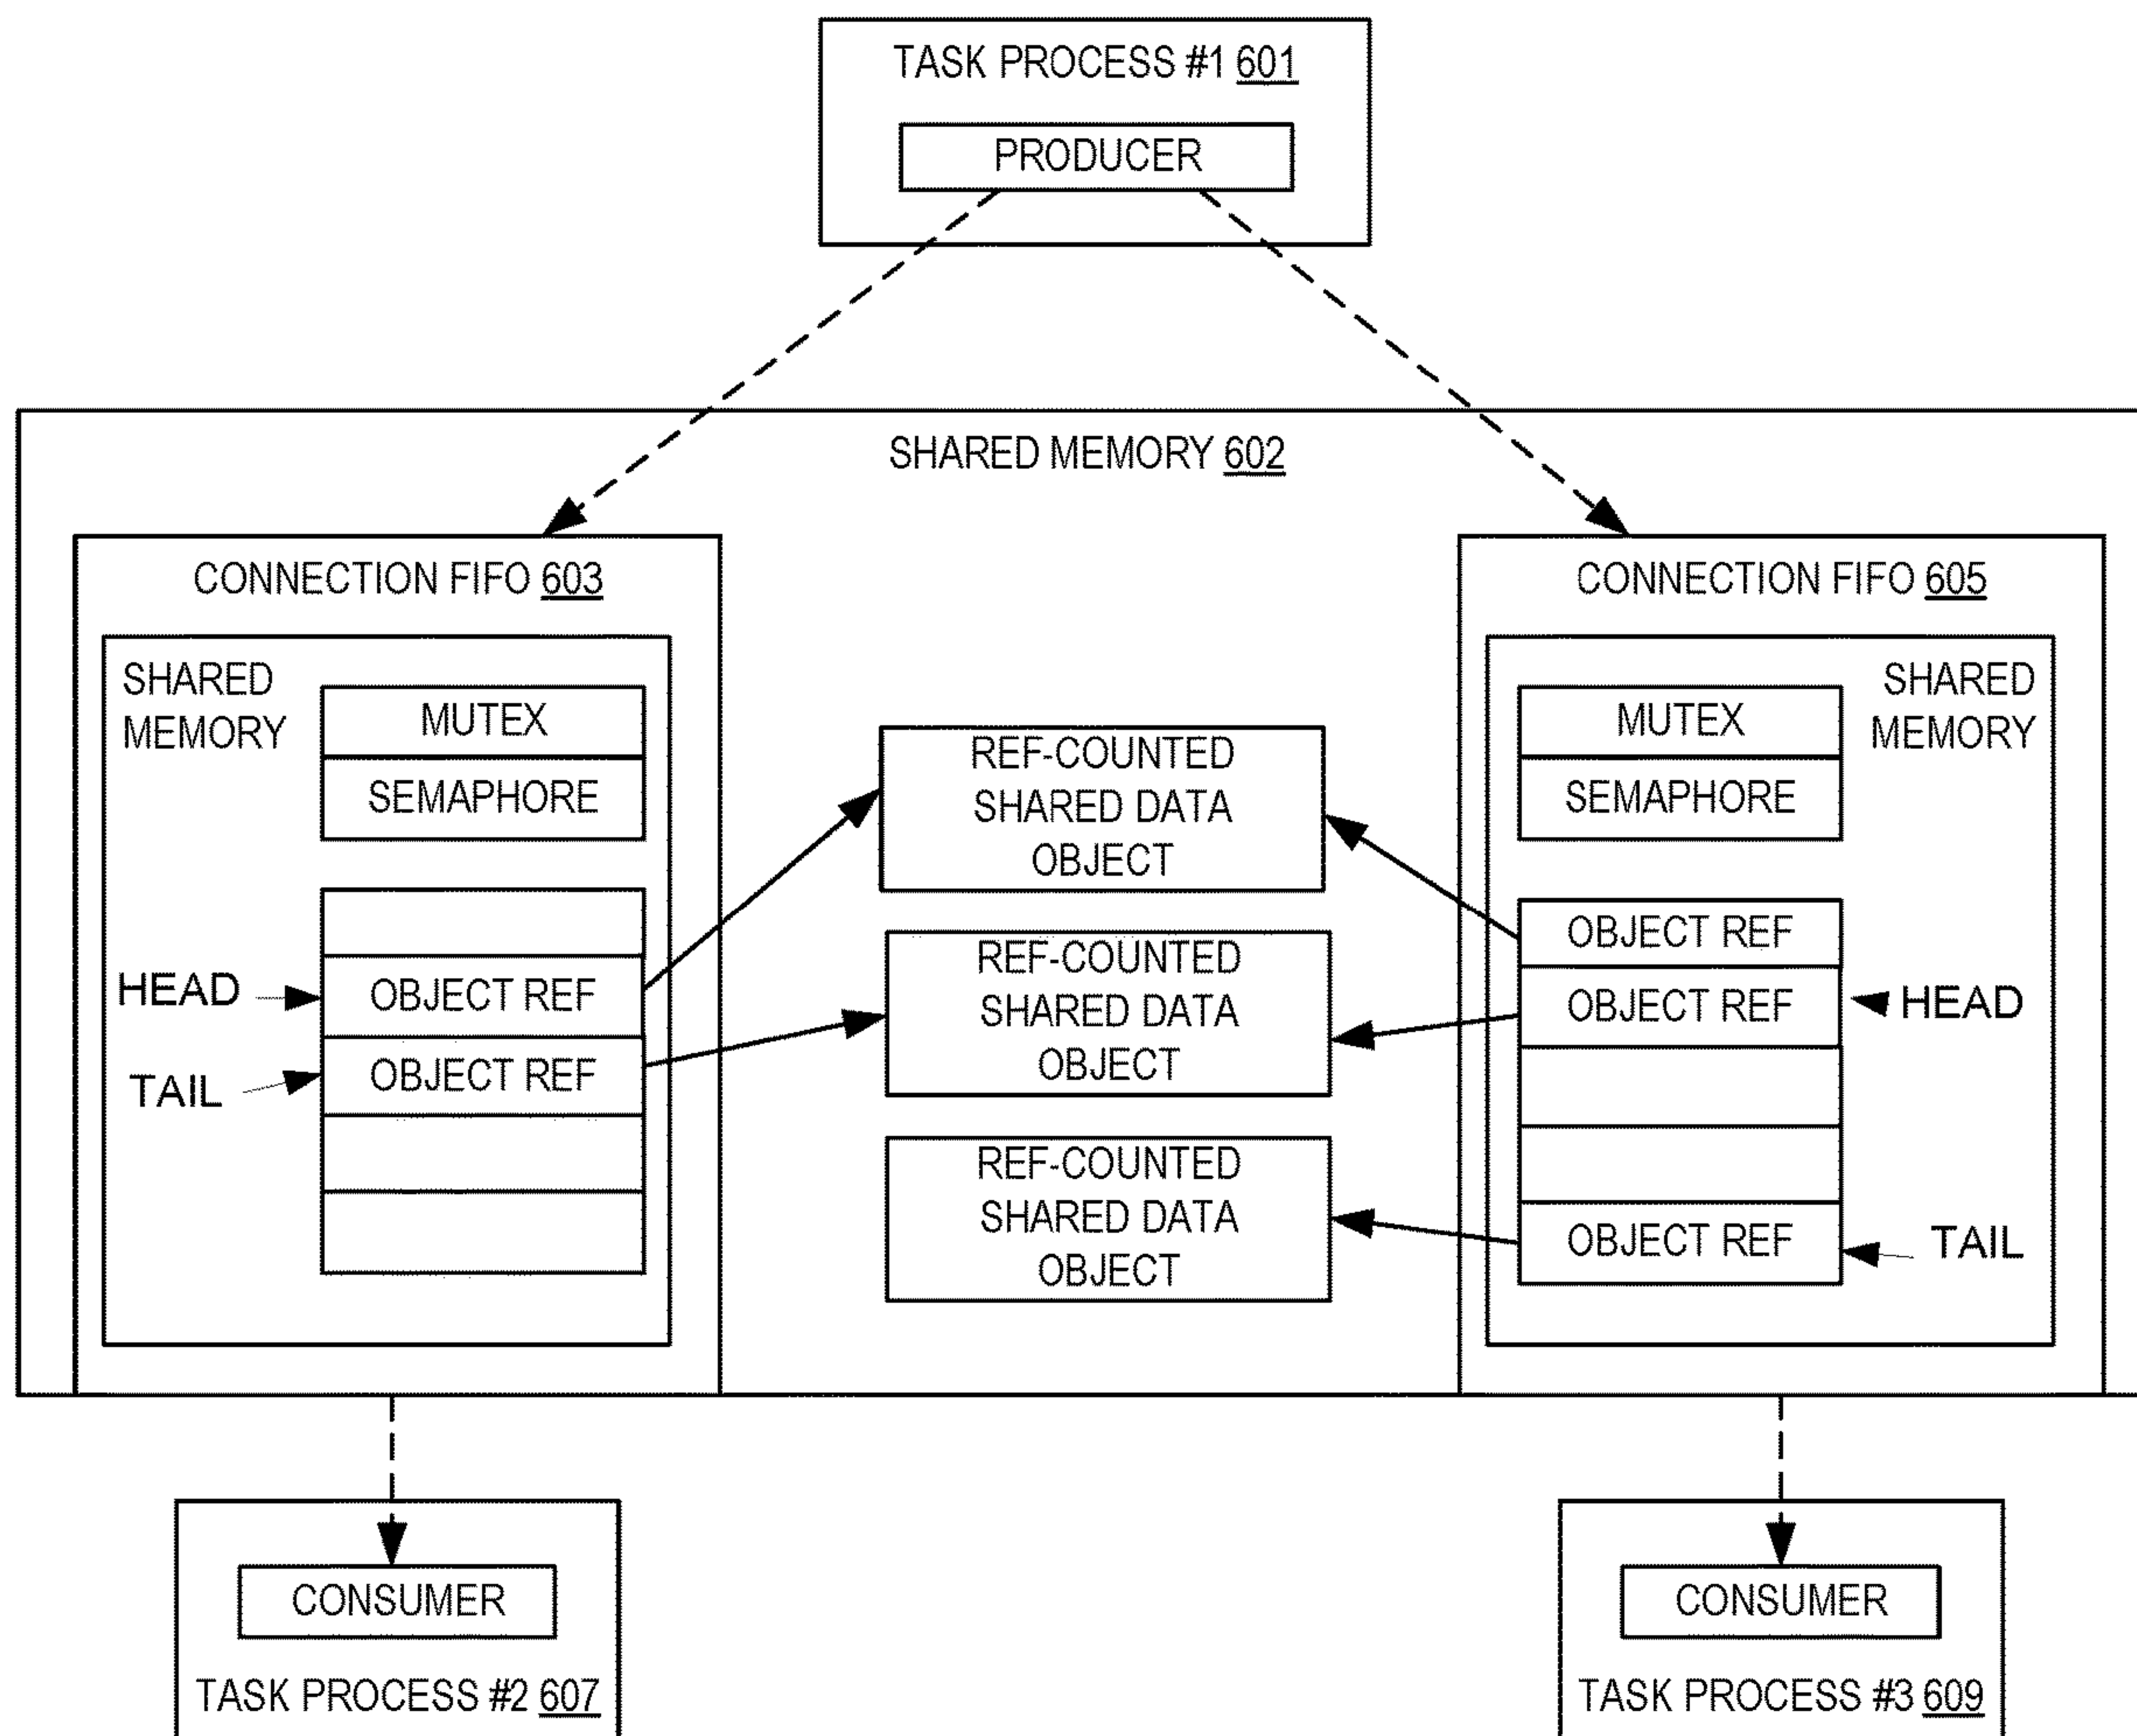 TASK PROCESS #1 601
PRODUCER
SHARED MEMORY 602
CONNECTION FIFO 603
SHARED
MEMORY
MUTEX
SEMAPHORE
HEAD
OBJECT REF
TAIL
OBJECT REF
REF-COUNTED
SHARED DATA
OBJECT
REF-COUNTED
SHARED DATA
OBJECT
REF-COUNTED
SHARED DATA
OBJECT
CONNECTION FIFO 605
SHARED
MEMORY
MUTEX
SEMAPHORE
OBJECT REF
OBJECT REF
HEAD
OBJECT REF
TAIL
CONSUMER
TASK PROCESS #2 607
CONSUMER
TASK PROCESS #3 609